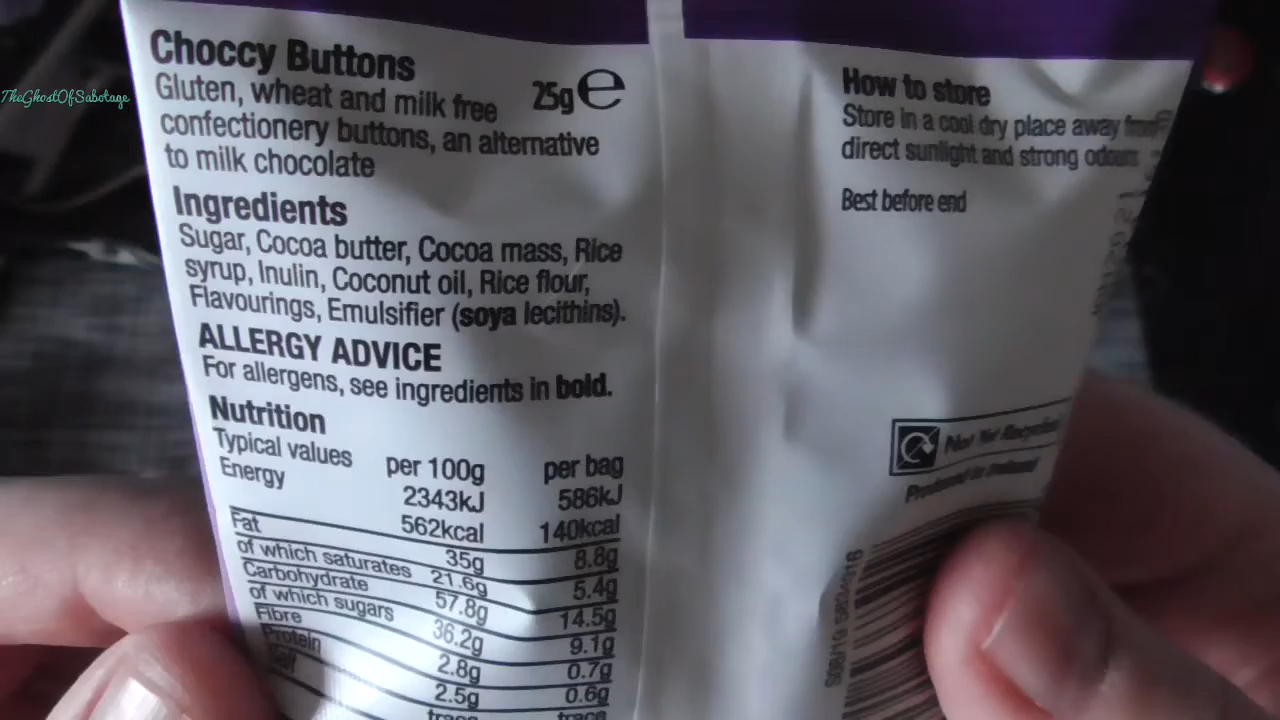 TheGhostOfSabotage
Choccy Buttons
Gluten, wheat and milk free 25g e
confectionery buttons, an alternative
to milk chocolate
Ingredients
Sugar, Cocoa butter, Cocoa mass, Rice
syrup, Inulin, Coconut oil, Rice flour,
Flavourings, Emulsifier (soya lecithins).
ALLERGY ADVICE
For allergens, see ingredients in bold.
Nutrition
Typical values per 100g per bag
Energy 2343kJ 586kJ
562kcal 140kcal
Fat 35g 8.8g
of which saturates 21.6g 5.4g
Carbohydrate 57.8g 14.5g
of which sugars 36.2g 9.1g
Fibre 2.8g 0.7g
Protein 2.5g 0.6g
Salt trace trace
How to store
Store in a cool dry place away from
direct sunlight and strong odours
Best before end
Not Yet Recycled